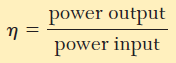 η = power output / power input